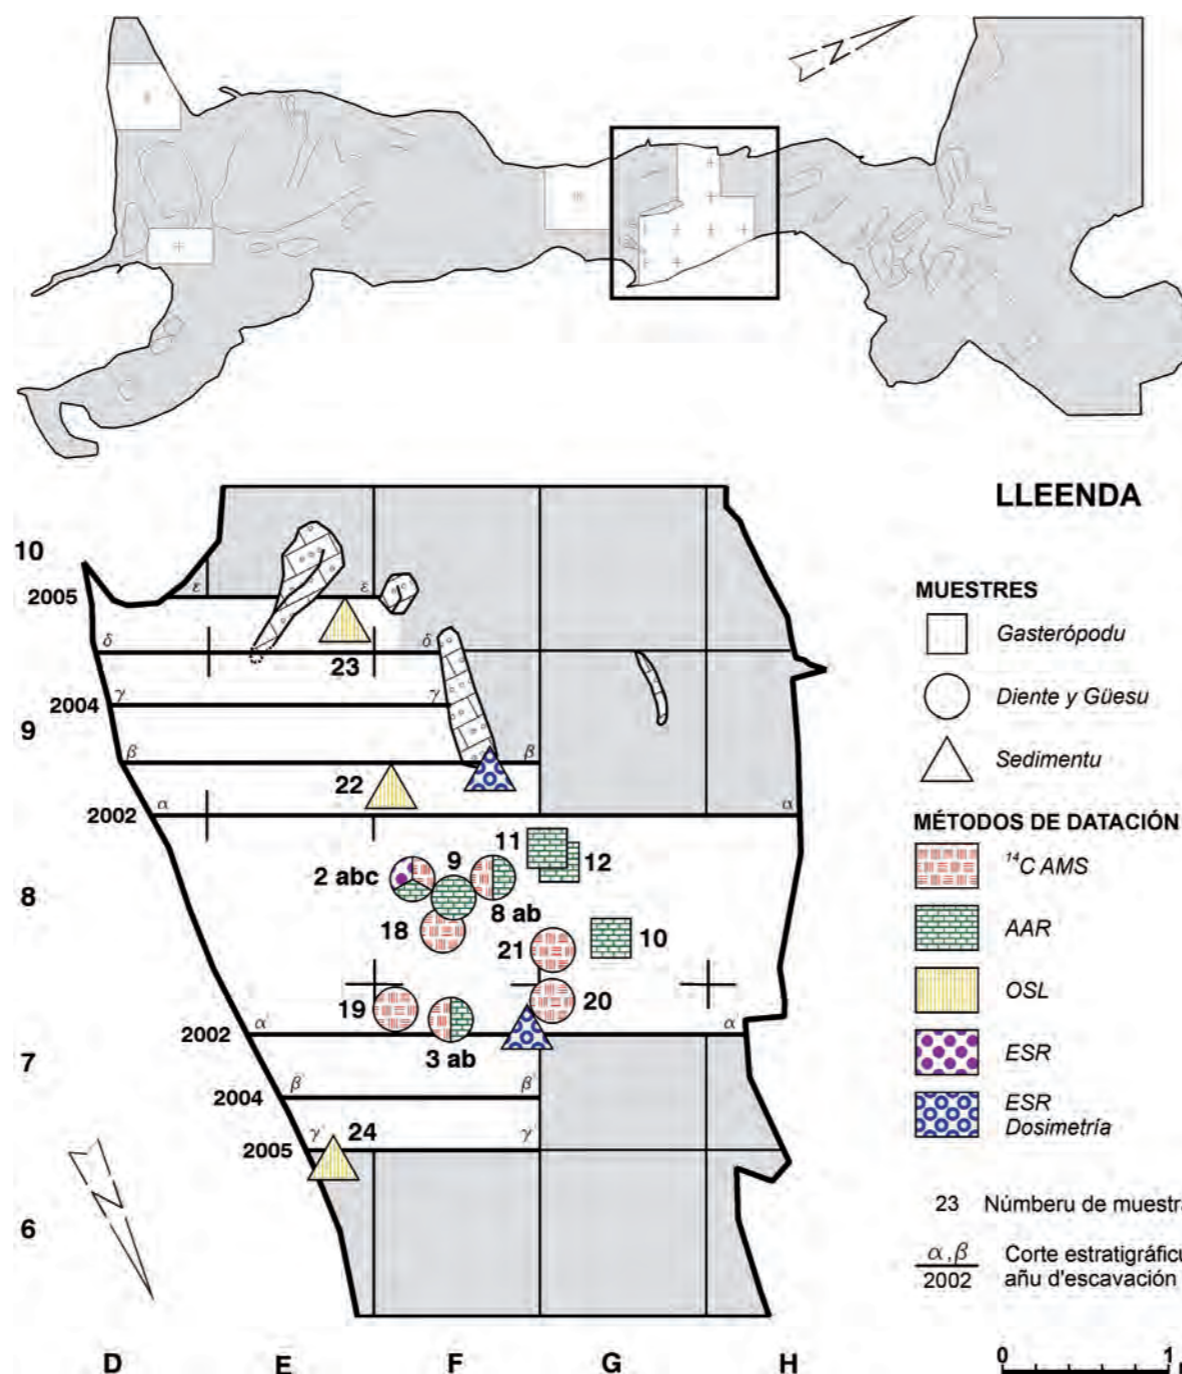 N
LLEENDA
10
ε
ε
2005
δ
δ
23
γ
γ
2004
9
β
β
22
α
α
2002
MUESTRES
Gasterópodu
Diente y Güesu
Sedimentu
MÉTODOS DE DATACIÓN
¹⁴C AMS
AAR
OSL
ESR
ESR
Dosimetría
11
12
9
2 abc
8
8 ab
18
10
21
19
20
2002
α'
α'
3 ab
7
2004
β'
β'
24
2005
γ'
γ'
N
6
23 Númberu de muestra
α,β Corte estratigráficu
2002 añu d'escavación
D E F G H
0 1